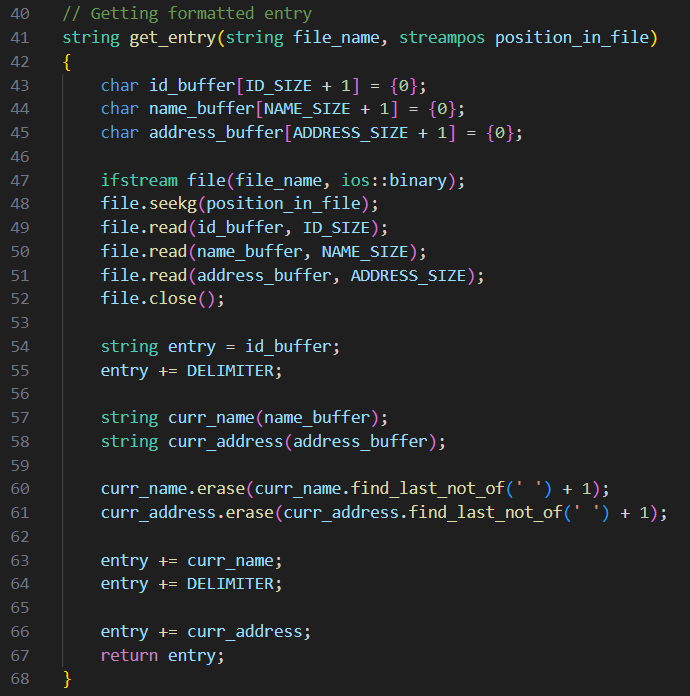 40 // Getting formatted entry
41 string get_entry(string file_name, streampos position_in_file)
42 {
43     char id_buffer[ID_SIZE + 1] = {0};
44     char name_buffer[NAME_SIZE + 1] = {0};
45     char address_buffer[ADDRESS_SIZE + 1] = {0};
46
47     ifstream file(file_name, ios::binary);
48     file.seekg(position_in_file);
49     file.read(id_buffer, ID_SIZE);
50     file.read(name_buffer, NAME_SIZE);
51     file.read(address_buffer, ADDRESS_SIZE);
52     file.close();
53
54     string entry = id_buffer;
55     entry += DELIMITER;
56
57     string curr_name(name_buffer);
58     string curr_address(address_buffer);
59
60     curr_name.erase(curr_name.find_last_not_of(' ') + 1);
61     curr_address.erase(curr_address.find_last_not_of(' ') + 1);
62
63     entry += curr_name;
64     entry += DELIMITER;
65
66     entry += curr_address;
67     return entry;
68 }